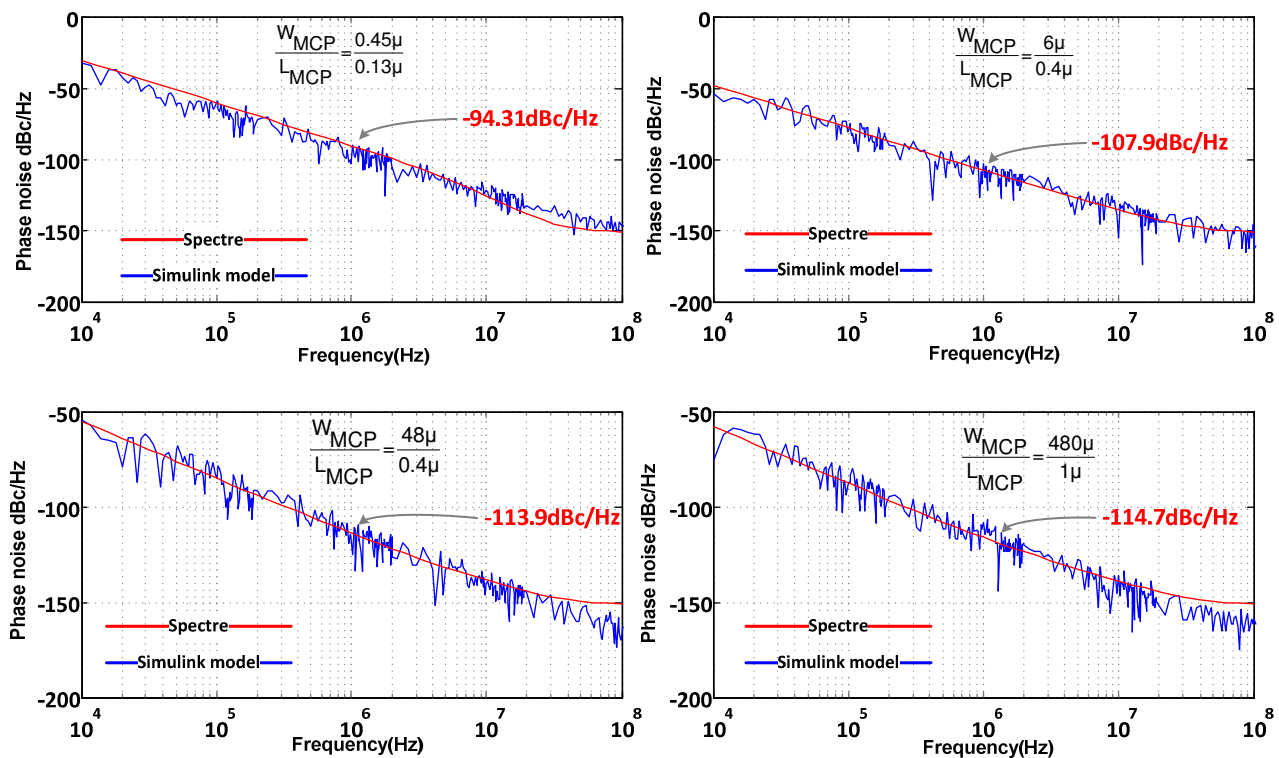 0
-50
-100
-150
-200
Phase noise dBc/Hz
W_MCP / L_MCP = 0.45μ / 0.13μ
-94.31dBc/Hz
Spectre
Simulink model
10^4 10^5 10^6 10^7 10^8
Frequency(Hz)
0
-50
-100
-150
-200
Phase noise dBc/Hz
W_MCP / L_MCP = 6μ / 0.4μ
-107.9dBc/Hz
Spectre
Simulink model
10^4 10^5 10^6 10^7 10^8
Frequency(Hz)
-50
-100
-150
-200
Phase noise dBc/Hz
W_MCP / L_MCP = 48μ / 0.4μ
-113.9dBc/Hz
Spectre
Simulink model
10^4 10^5 10^6 10^7 10^8
Frequency(Hz)
-50
-100
-150
-200
Phase noise dBc/Hz
W_MCP / L_MCP = 480μ / 1μ
-114.7dBc/Hz
Spectre
Simulink model
10^4 10^5 10^6 10^7 10^8
Frequency(Hz)